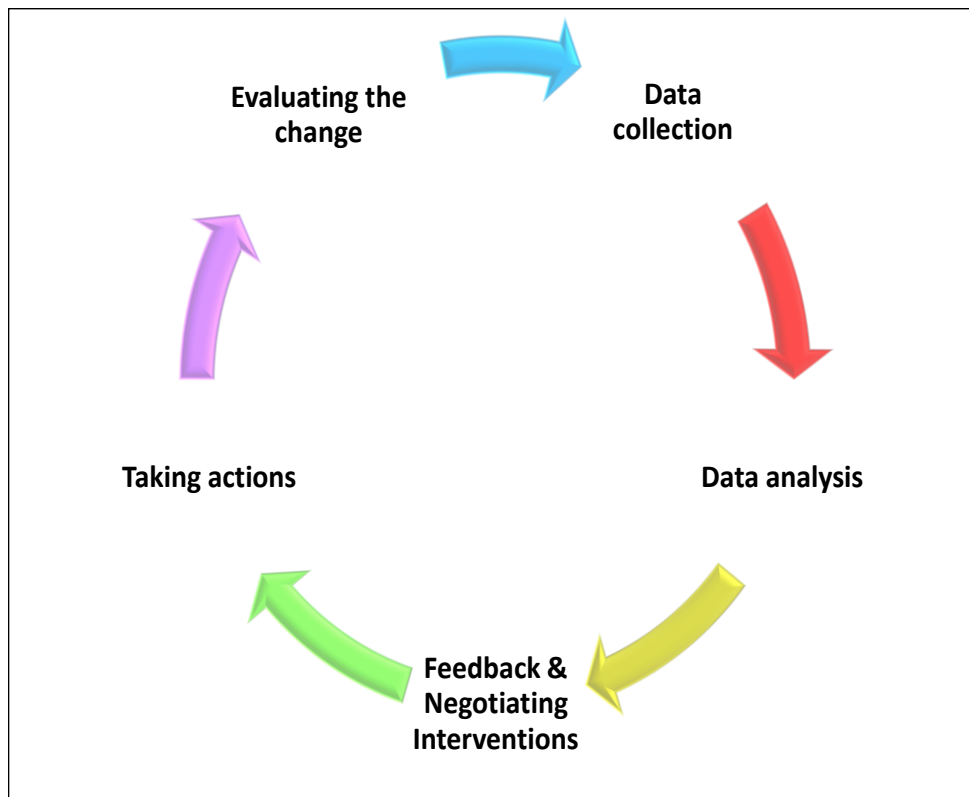 Evaluating the
change
Data
collection
Data analysis
Feedback &
Negotiating
Interventions
Taking actions